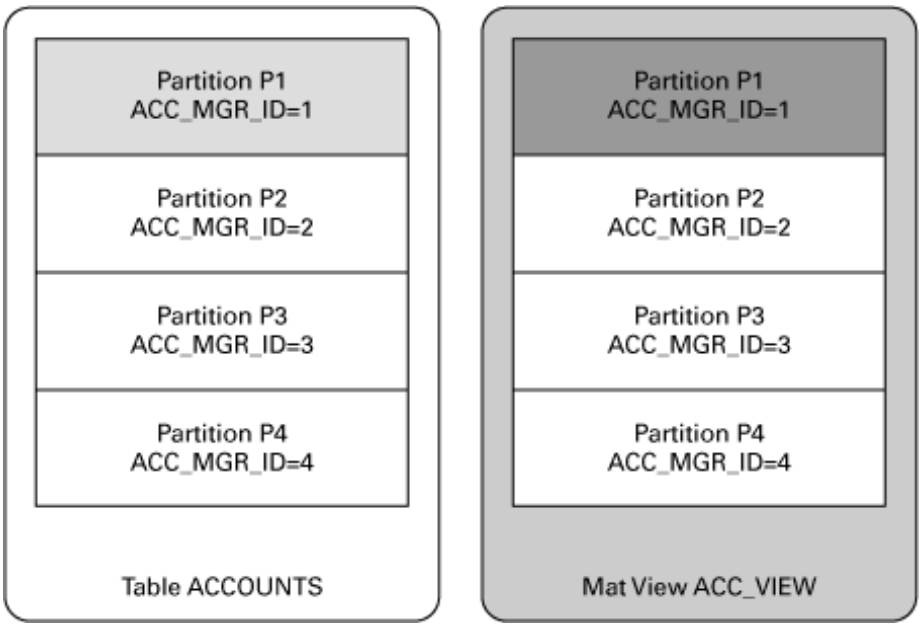 Partition P1
ACC_MGR_ID=1
Partition P2
ACC_MGR_ID=2
Partition P3
ACC_MGR_ID=3
Partition P4
ACC_MGR_ID=4
Table ACCOUNTS
Partition P1
ACC_MGR_ID=1
Partition P2
ACC_MGR_ID=2
Partition P3
ACC_MGR_ID=3
Partition P4
ACC_MGR_ID=4
Mat View ACC_VIEW